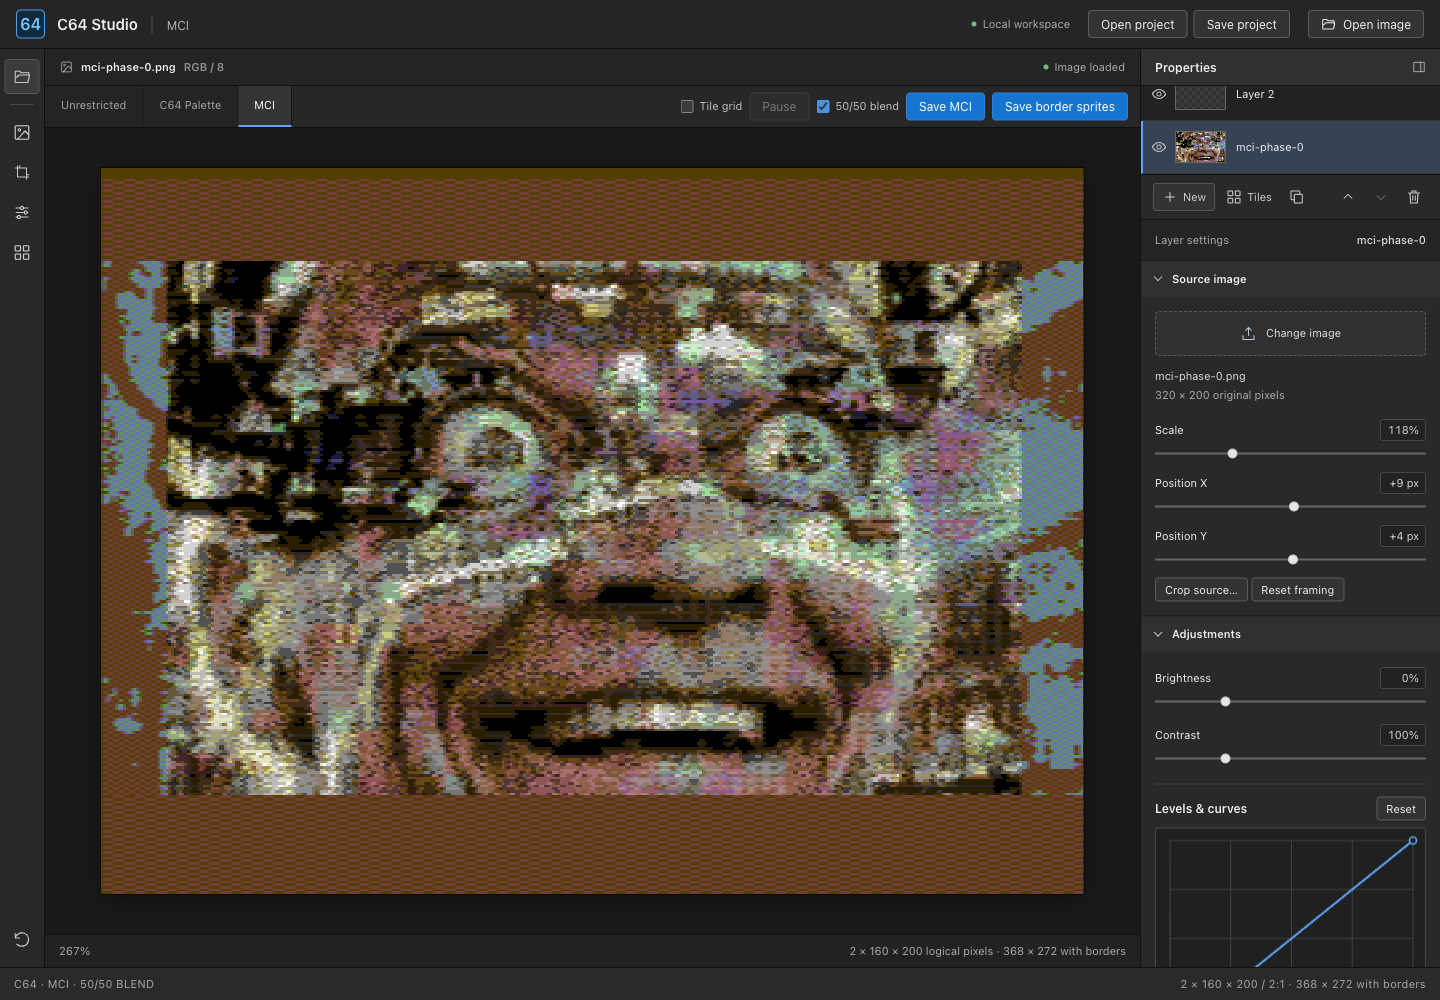 64 C64 Studio MCI Local workspace Open project Save project Open image
mci-phase-0.png RGB / 8 Image loaded
Properties
Unrestricted C64 Palette MCI Tile grid Pause 50/50 blend Save MCI Save border sprites
Layer 2
mci-phase-0
New Tiles
Layer settings mci-phase-0
Source image
Change image
mci-phase-0.png
320 × 200 original pixels
Scale 118%
Position X +9 px
Position Y +4 px
Crop source... Reset framing
Adjustments
Brightness 0%
Contrast 100%
Levels & curves Reset
267% 2 × 160 × 200 logical pixels · 368 × 272 with borders
C64 · MCI · 50/50 BLEND 2 × 160 × 200 / 2:1 · 368 × 272 with borders